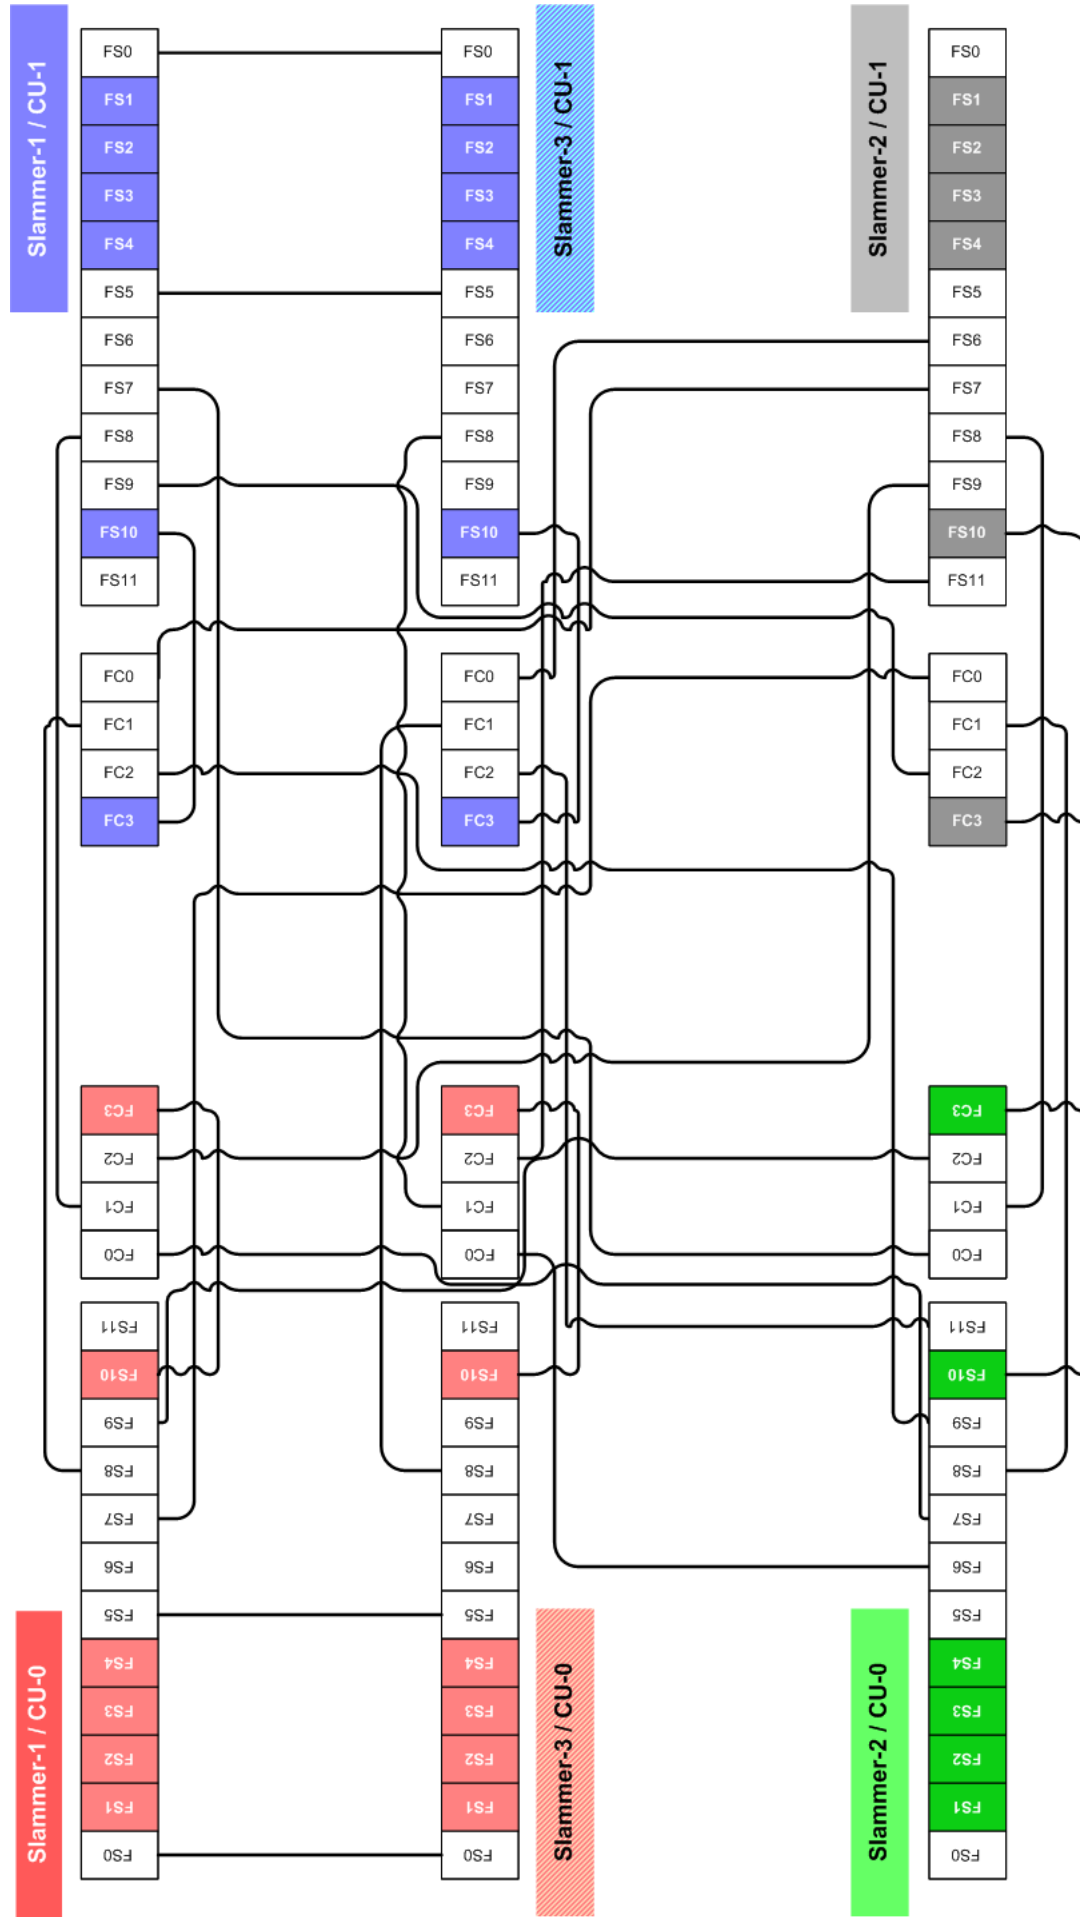 Slammer-1 / CU-1
FS0
FS1
FS2
FS3
FS4
FS5
FS6
FS7
FS8
FS9
FS10
FS11
FC0
FC1
FC2
FC3
FS0
FS1
FS2
FS3
FS4
FS5
FS6
FS7
FS8
FS9
FS10
FS11
FC0
FC1
FC2
FC3
Slammer-3 / CU-1
Slammer-2 / CU-1
FS0
FS1
FS2
FS3
FS4
FS5
FS6
FS7
FS8
FS9
FS10
FS11
FC0
FC1
FC2
FC3
FC3
FC2
FC1
FC0
FS11
FS10
FS9
FS8
FS7
FS6
FS5
FS4
FS3
FS2
FS1
FS0
Slammer-1 / CU-0
FC3
FC2
FC1
FC0
FS11
FS10
FS9
FS8
FS7
FS6
FS5
FS4
FS3
FS2
FS1
FS0
Slammer-3 / CU-0
Slammer-2 / CU-0
FC3
FC2
FC1
FC0
FS11
FS10
FS9
FS8
FS7
FS6
FS5
FS4
FS3
FS2
FS1
FS0